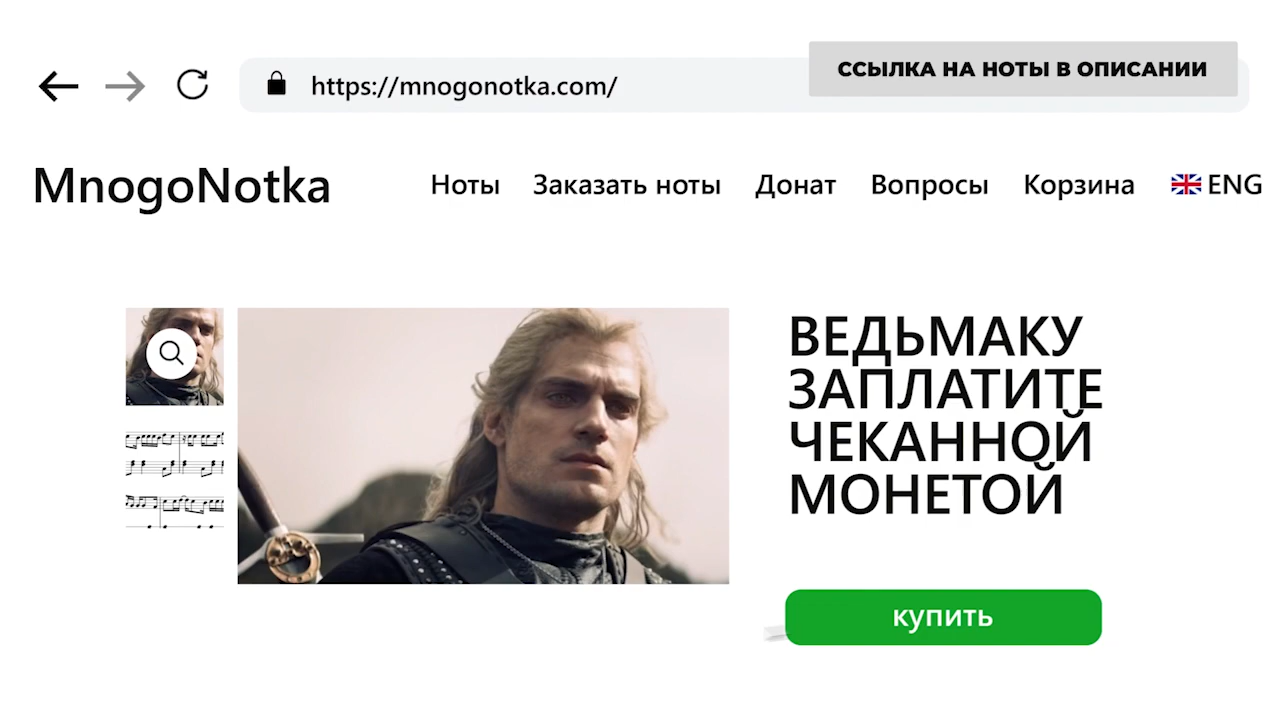 https://mnogonotka.com/
ССЫЛКА НА НОТЫ В ОПИСАНИИ
MnogoNotka
Ноты
Заказать ноты
Донат
Вопросы
Корзина
ENG
ВЕДЬМАКУ
ЗАПЛАТИТЕ
ЧЕКАННОЙ
МОНЕТОЙ
купить